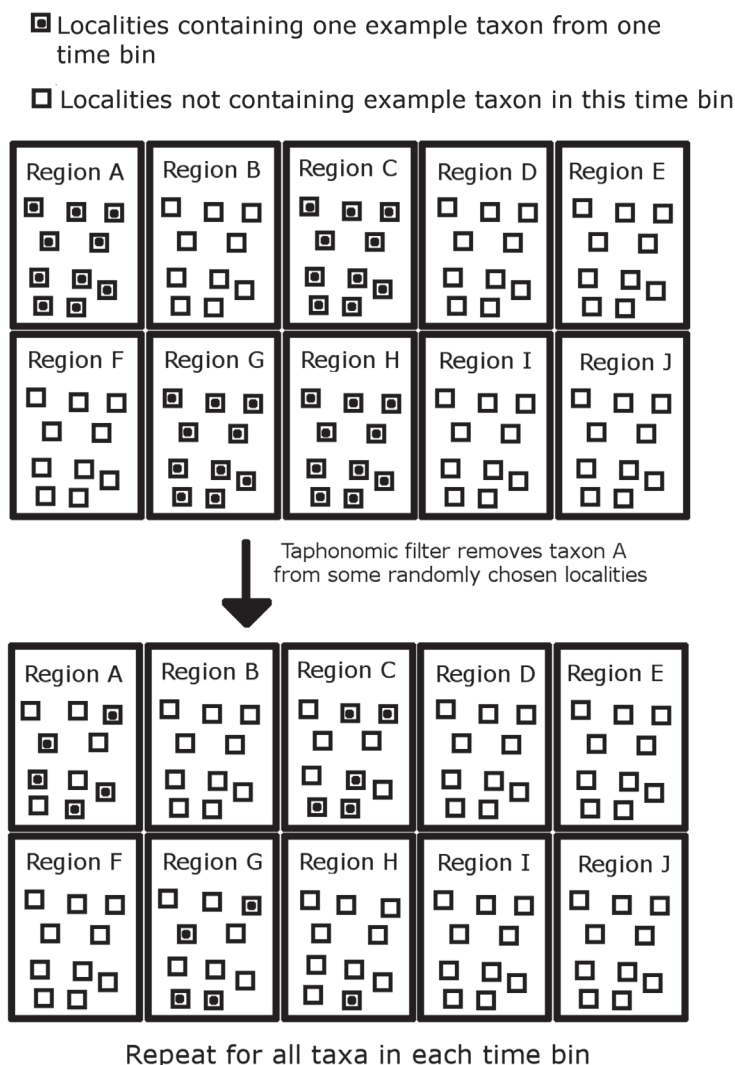 Localities containing one example taxon from one
time bin
Localities not containing example taxon in this time bin
Region A
Region B
Region C
Region D
Region E
Region F
Region G
Region H
Region I
Region J
Taphonomic filter removes taxon A
from some randomly chosen localities
Region A
Region B
Region C
Region D
Region E
Region F
Region G
Region H
Region I
Region J
Repeat for all taxa in each time bin